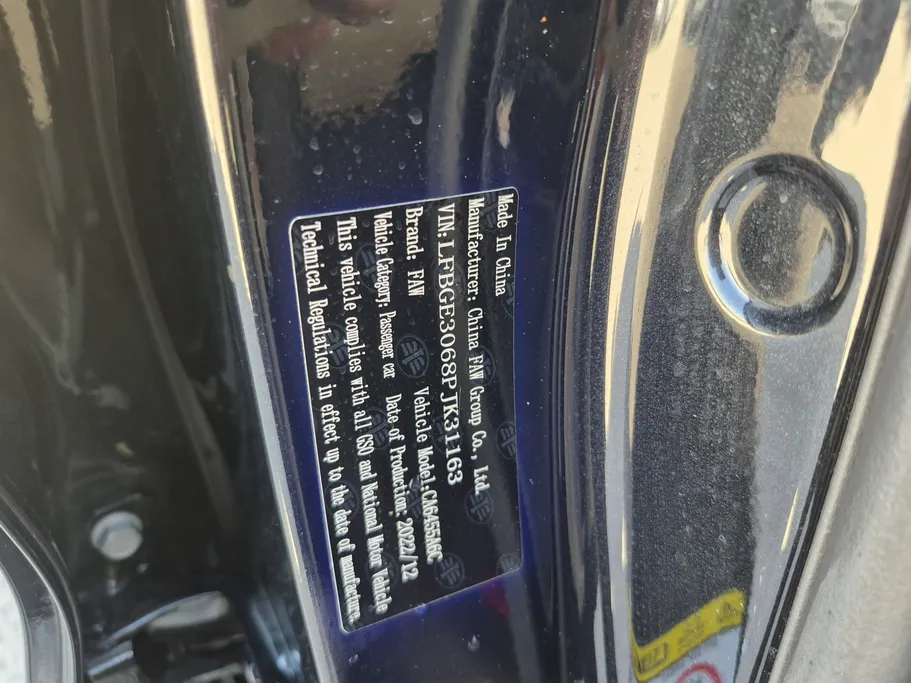 Made In China
Manufacturer: China FAW Group Co., Ltd.
VIN:LFBGE3068PJK31163
Brand: FAW Vehicle Model:CA6455A6C
Vehicle Category: Passenger car Date of Production: 2022/12
This vehicle complies with all GSO and National Motor Vehicle
Technical Regulations in effect up to the date of manufacture.